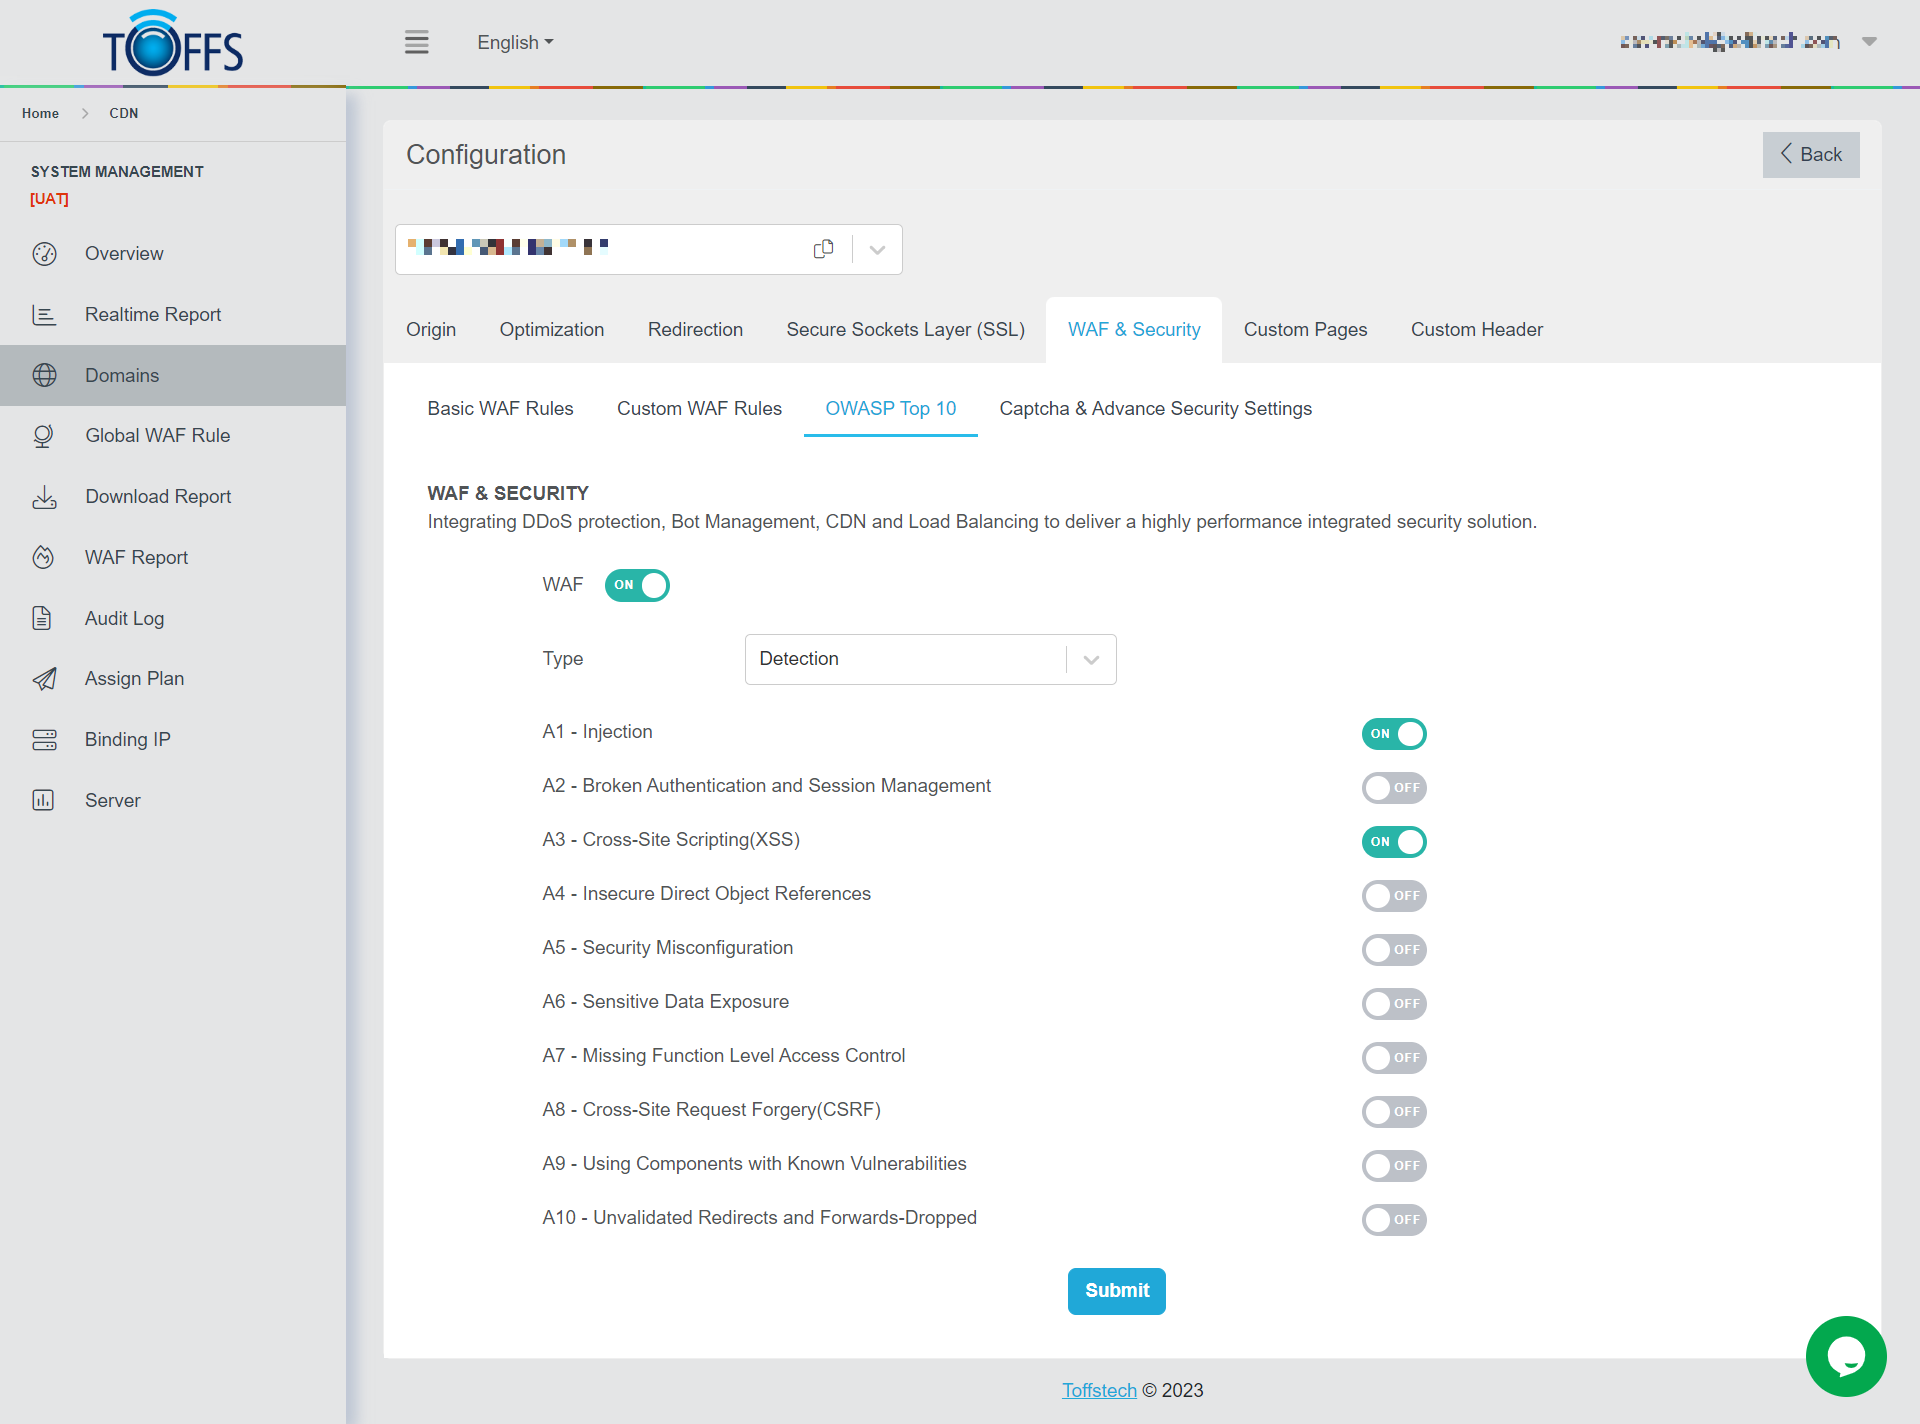 TOFFS
English
Home > CDN
SYSTEM MANAGEMENT
[UAT]
Overview
Realtime Report
Domains
Global WAF Rule
Download Report
WAF Report
Audit Log
Assign Plan
Binding IP
Server
Configuration
Back
Origin Optimization Redirection Secure Sockets Layer (SSL) WAF & Security Custom Pages Custom Header
Basic WAF Rules Custom WAF Rules OWASP Top 10 Captcha & Advance Security Settings
WAF & SECURITY
Integrating DDoS protection, Bot Management, CDN and Load Balancing to deliver a highly performance integrated security solution.
WAF ON
Type Detection
A1 - Injection ON
A2 - Broken Authentication and Session Management OFF
A3 - Cross-Site Scripting(XSS) ON
A4 - Insecure Direct Object References OFF
A5 - Security Misconfiguration OFF
A6 - Sensitive Data Exposure OFF
A7 - Missing Function Level Access Control OFF
A8 - Cross-Site Request Forgery(CSRF) OFF
A9 - Using Components with Known Vulnerabilities OFF
A10 - Unvalidated Redirects and Forwards-Dropped OFF
Submit
Toffstech © 2023